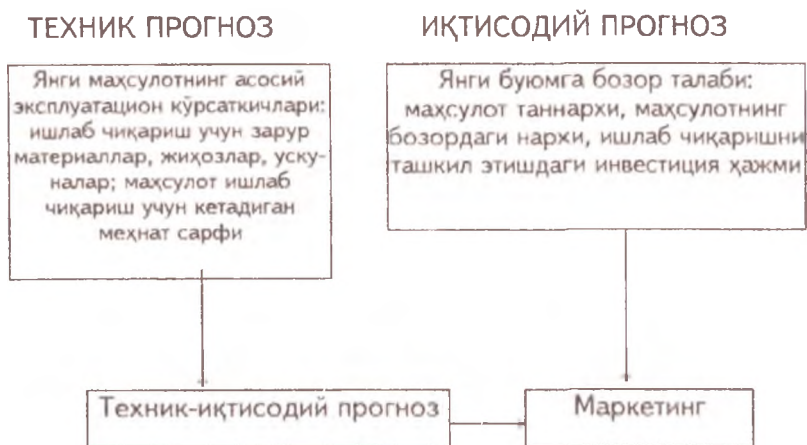 ТЕХНИК ПРОГНОЗ
Янги маҳсулотнинг асосий
эксплуатацион кўрсаткичлари:
ишлаб чиқариш учун зарур
материаллар, жиҳозлар, уску-
налар; маҳсулот ишлаб
чиқариш учун кетадиган
меҳнат сарфи
ИҚТИСОДИЙ ПРОГНОЗ
Янги буюмга бозор талаби:
маҳсулот таннархи, маҳсулотнинг
бозордаги нархи, ишлаб чиқаришни
ташкил этишдаги инвестиция ҳажми
Техник-иқтисодий прогноз
Маркетинг